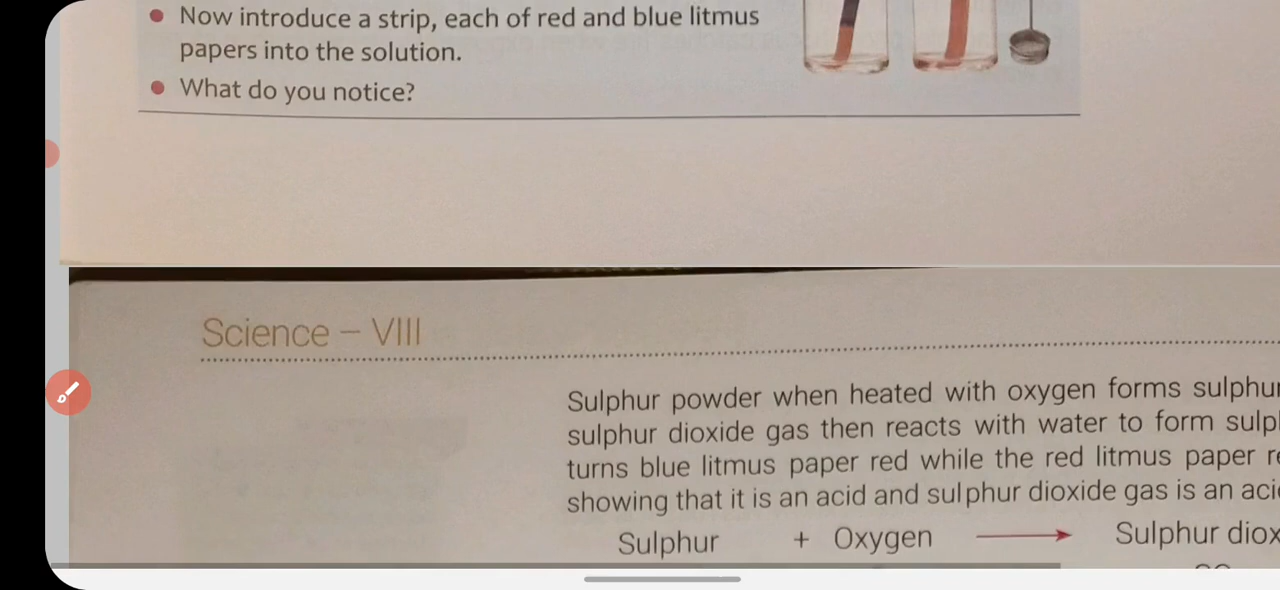 Now introduce a strip, each of red and blue litmus
papers into the solution.
What do you notice?
Science – VIII
Sulphur powder when heated with oxygen forms sulphur
sulphur dioxide gas then reacts with water to form
turns blue litmus paper red while the red litmus paper
showing that it is an acid and sulphur dioxide gas is an
Sulphur + Oxygen ⟶ Sulphur